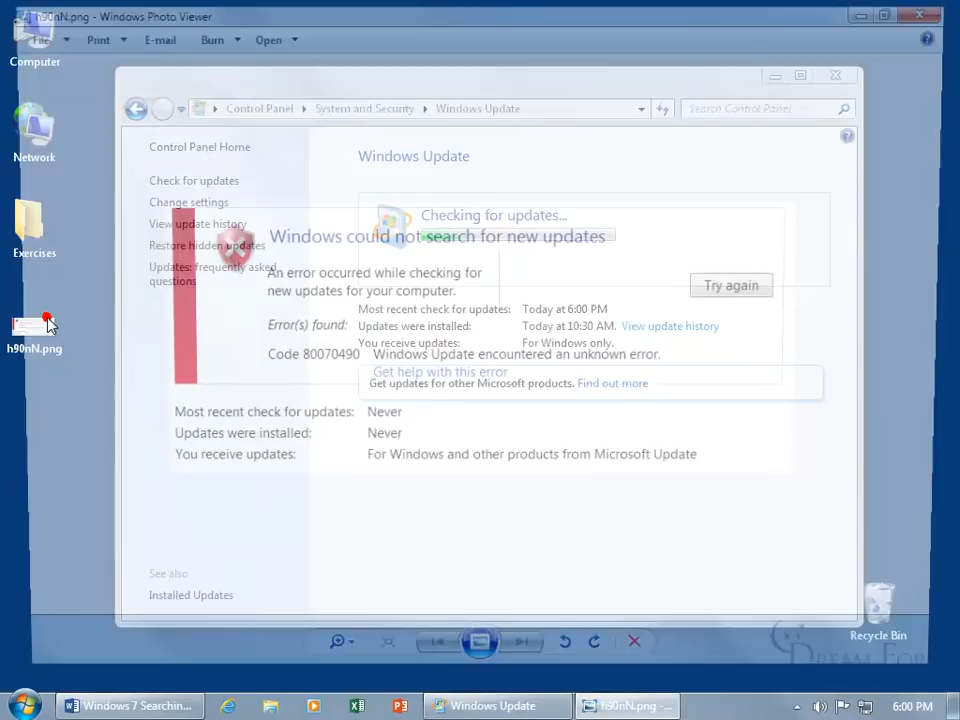 h90nN.png - Windows Photo Viewer
File Print E-mail Burn Open
Computer
Control Panel System and Security Windows Update Search Control Panel
Network
Control Panel Home
Windows Update
Check for updates
Change settings
View update history
Restore hidden updates
Updates: frequently asked
questions
Checking for updates...
Windows could not search for new updates
An error occurred while checking for
new updates for your computer.
Try again
Most recent check for updates: Today at 6:00 PM
Updates were installed: Today at 10:30 AM. View update history
You receive updates: For Windows only.
Error(s) found:
Code 80070490 Windows Update encountered an unknown error.
Get help with this error
Get updates for other Microsoft products. Find out more
Most recent check for updates: Never
Updates were installed: Never
You receive updates: For Windows and other products from Microsoft Update
Exercises
h90nN.png
See also
Installed Updates
Recycle Bin
DREAM FOR
Windows 7 Searchin... Windows Update h90nN.png -... 6:00 PM